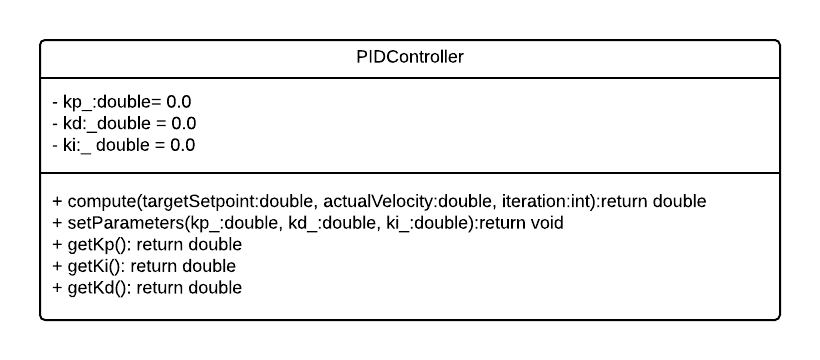 PIDController
- kp_:double= 0.0
- kd:_double = 0.0
- ki:_ double = 0.0
+ compute(targetSetpoint:double, actualVelocity:double, iteration:int):return double
+ setParameters(kp_:double, kd_:double, ki_:double):return void
+ getKp(): return double
+ getKi(): return double
+ getKd(): return double